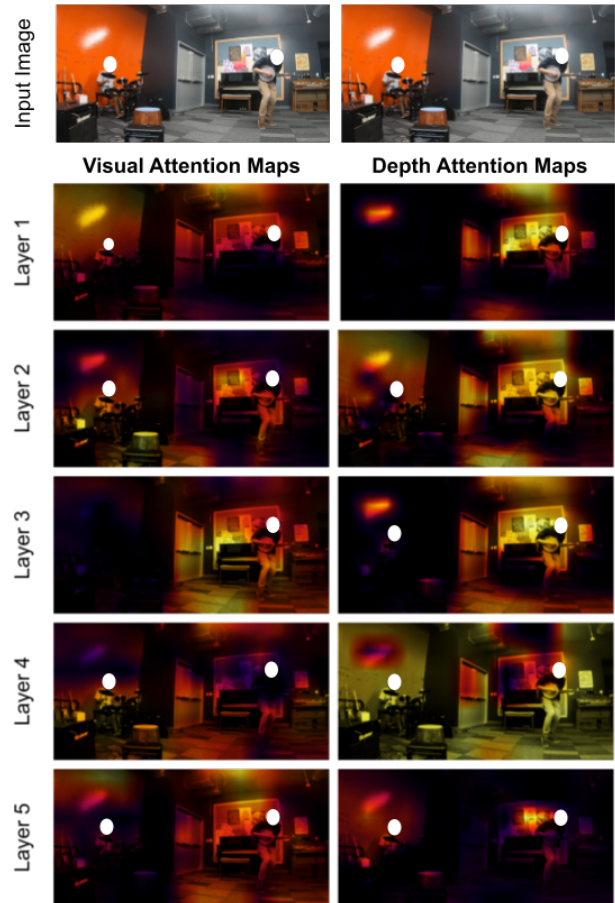 Input Image
Visual Attention Maps
Depth Attention Maps
Layer 1
Layer 2
Layer 3
Layer 4
Layer 5